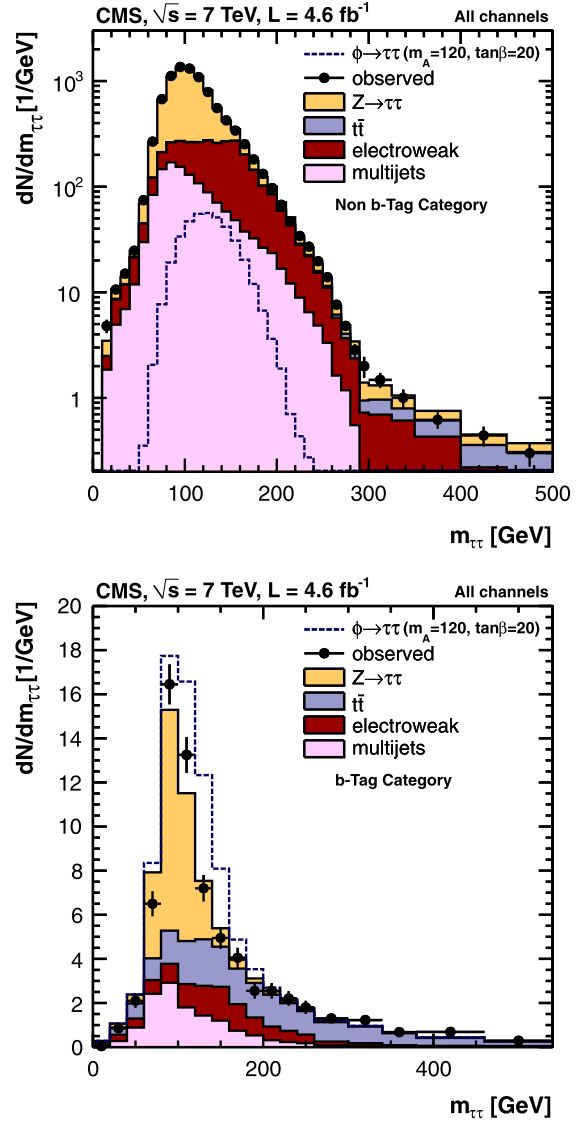 CMS, √s = 7 TeV, L = 4.6 fb⁻¹ All channels
ϕ→ττ (m_A=120, tanβ=20)
observed
Z→ττ
tt̄
electroweak
multijets
Non b-Tag Category
dN/dm_ττ [1/GeV]
10³
10²
10
1
0 100 200 300 400 500
m_ττ [GeV]
CMS, √s = 7 TeV, L = 4.6 fb⁻¹ All channels
ϕ→ττ (m_A=120, tanβ=20)
observed
Z→ττ
tt̄
electroweak
multijets
b-Tag Category
dN/dm_ττ [1/GeV]
20
18
16
14
12
10
8
6
4
2
0
0 200 400
m_ττ [GeV]